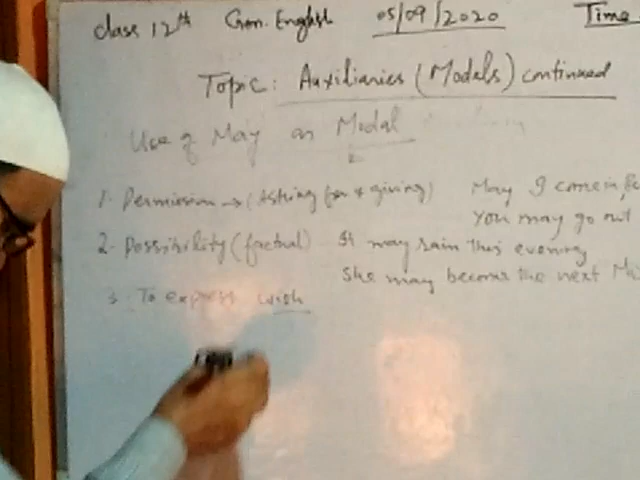 class 12th Gen. English 05/09/2020 Time
Topic: Auxiliaries (Modals) continued
Use of May as Modal
1. Permission → (Asking for & giving) May I come in,
You may go out
2. Possibility (factual) It may rain this evening
She may become the next
3. To express wish